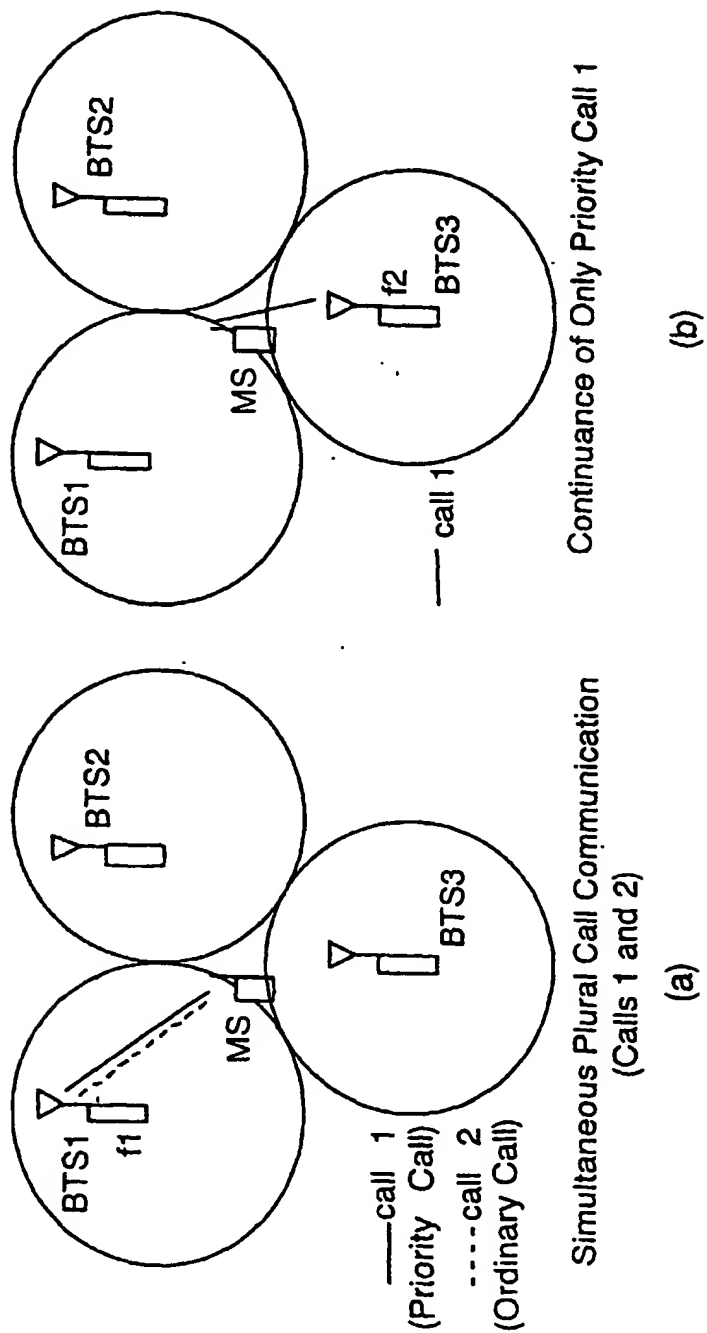 BTS1
f1
BTS2
MS
BTS3
call 1
(Priority Call)
call 2
(Ordinary Call)
Simultaneous Plural Call Communication
(Calls 1 and 2)
(a)
BTS1
BTS2
MS
f2
BTS3
call 1
Continuance of Only Priority Call 1
(b)